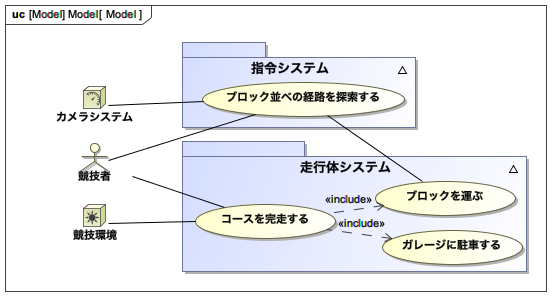 uc [Model] Model[ Model ]
指令システム
ブロック並べの経路を探索する
カメラシステム
競技者
走行体システム
«include»
ブロックを運ぶ
コースを完走する
«include»
競技環境
ガレージに駐車する